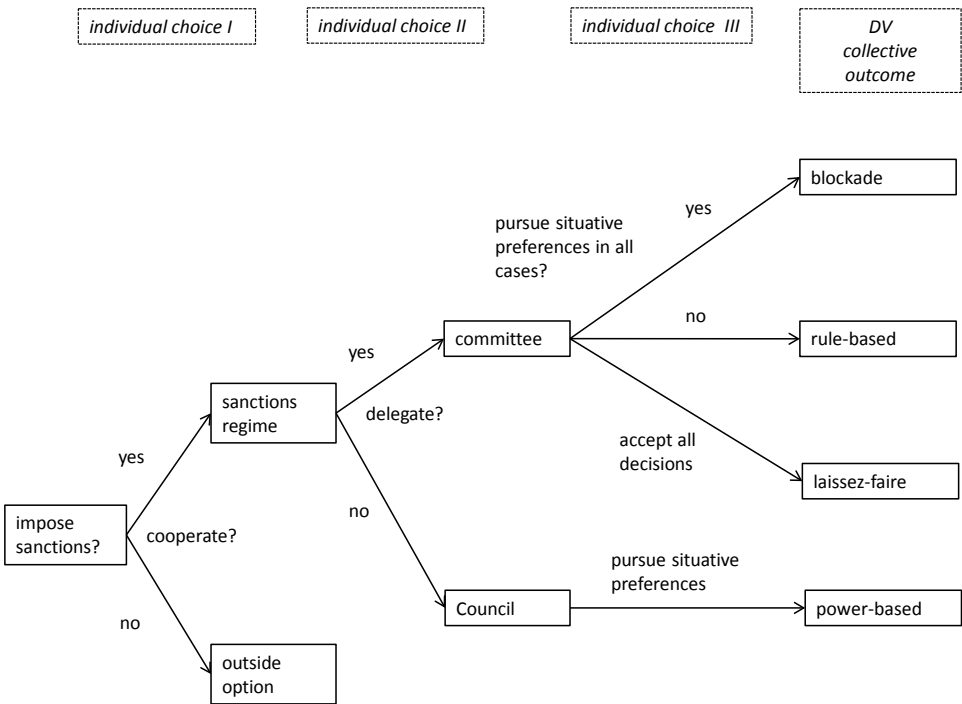 individual choice I
individual choice II
individual choice III
DV
collective
outcome
blockade
yes
pursue situative
preferences in all
cases?
no
committee
rule-based
yes
sanctions
regime
delegate?
accept all
decisions
yes
laissez-faire
no
impose
sanctions?
cooperate?
pursue situative
preferences
Council
power-based
no
outside
option